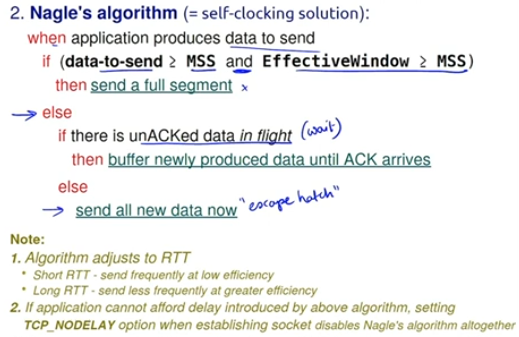 2. Nagle's algorithm (= self-clocking solution):
when application produces data to send
if (data-to-send ≥ MSS and EffectiveWindow ≥ MSS)
then send a full segment x
→ else
if there is unACKed data in flight (wait)
then buffer newly produced data until ACK arrives
else
→ send all new data now "escape hatch"
Note:
1. Algorithm adjusts to RTT
• Short RTT - send frequently at low efficiency
• Long RTT - send less frequently at greater efficiency
2. If application cannot afford delay introduced by above algorithm, setting
TCP_NODELAY option when establishing socket disables Nagle's algorithm altogether